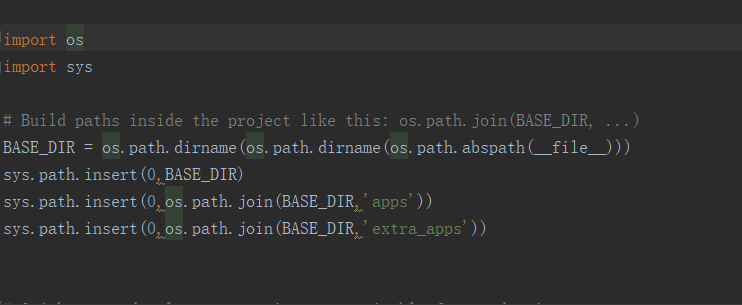 import os
import sys
# Build paths inside the project like this: os.path.join(BASE_DIR, ...)
BASE_DIR = os.path.dirname(os.path.dirname(os.path.abspath(__file__)))
sys.path.insert(0,BASE_DIR)
sys.path.insert(0,os.path.join(BASE_DIR,'apps'))
sys.path.insert(0,os.path.join(BASE_DIR,'extra_apps'))